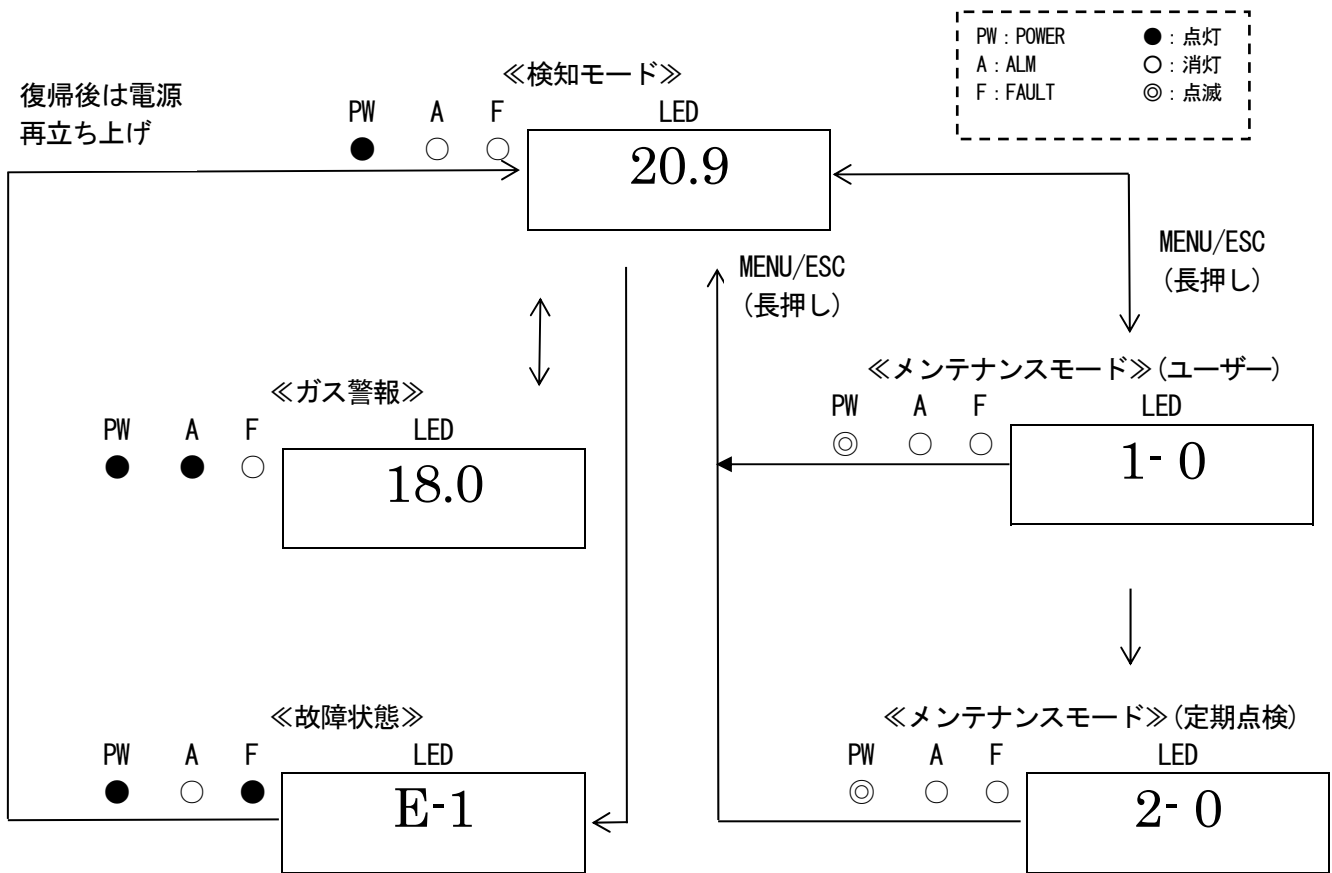 PW：POWER ●：点灯
A：ALM ○：消灯
F：FAULT ◎：点滅
復帰後は電源
再立ち上げ
≪検知モード≫
PW A F LED
● ○ ○
20.9
MENU/ESC
(長押し)
MENU/ESC
(長押し)
≪ガス警報≫
PW A F LED
● ● ○
18.0
≪メンテナンスモード≫(ユーザー)
PW A F LED
◎ ○ ○
1- 0
≪故障状態≫
PW A F LED
● ○ ●
E-1
≪メンテナンスモード≫(定期点検)
PW A F LED
◎ ○ ○
2- 0